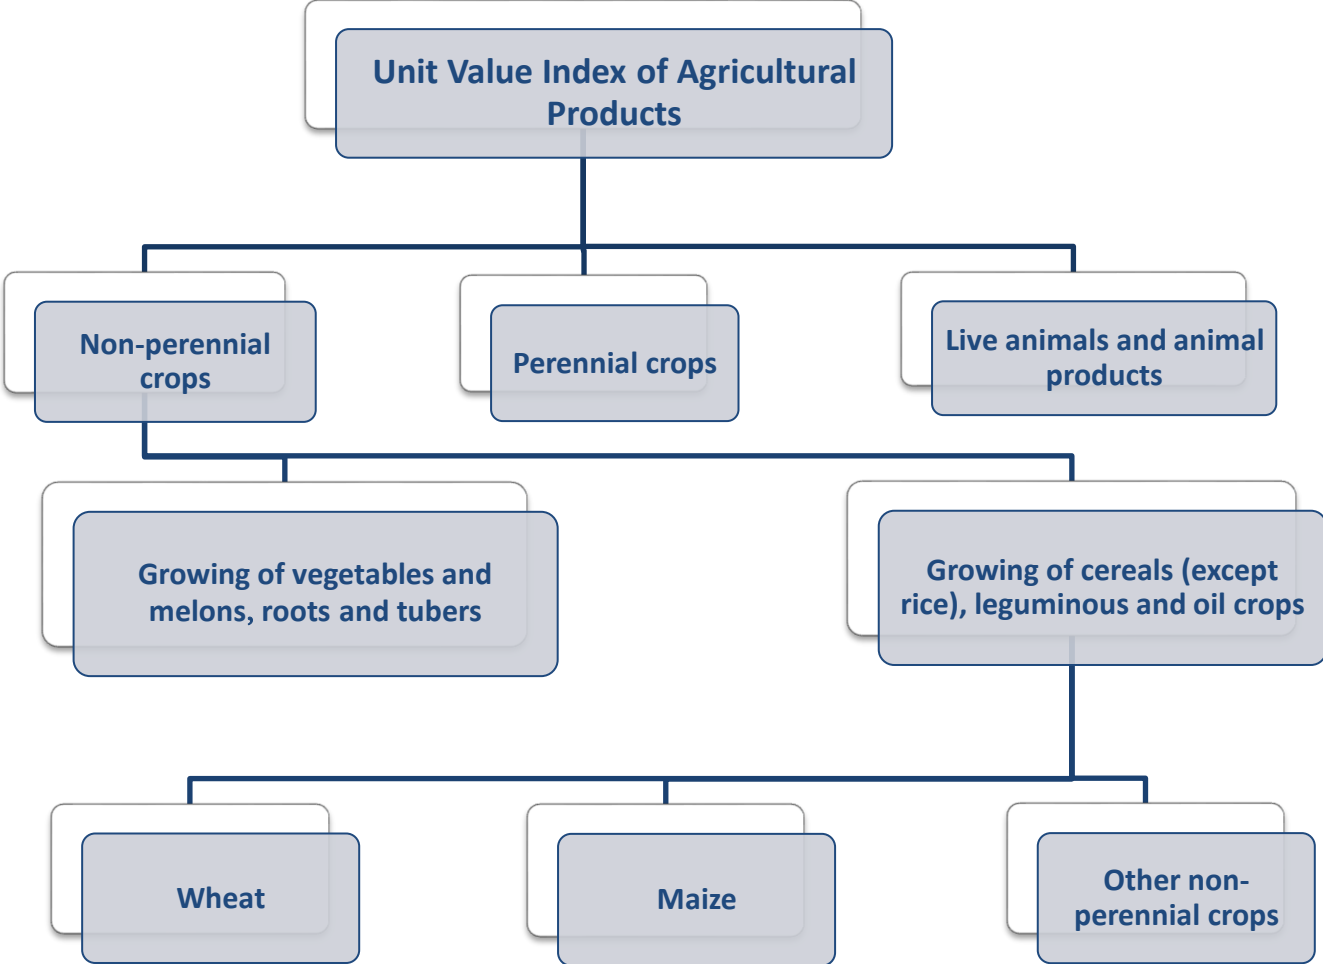 Unit Value Index of Agricultural
Products
Non-perennial
crops
Perennial crops
Live animals and animal
products
Growing of vegetables and
melons, roots and tubers
Growing of cereals (except
rice), leguminous and oil crops
Wheat
Maize
Other non-
perennial crops